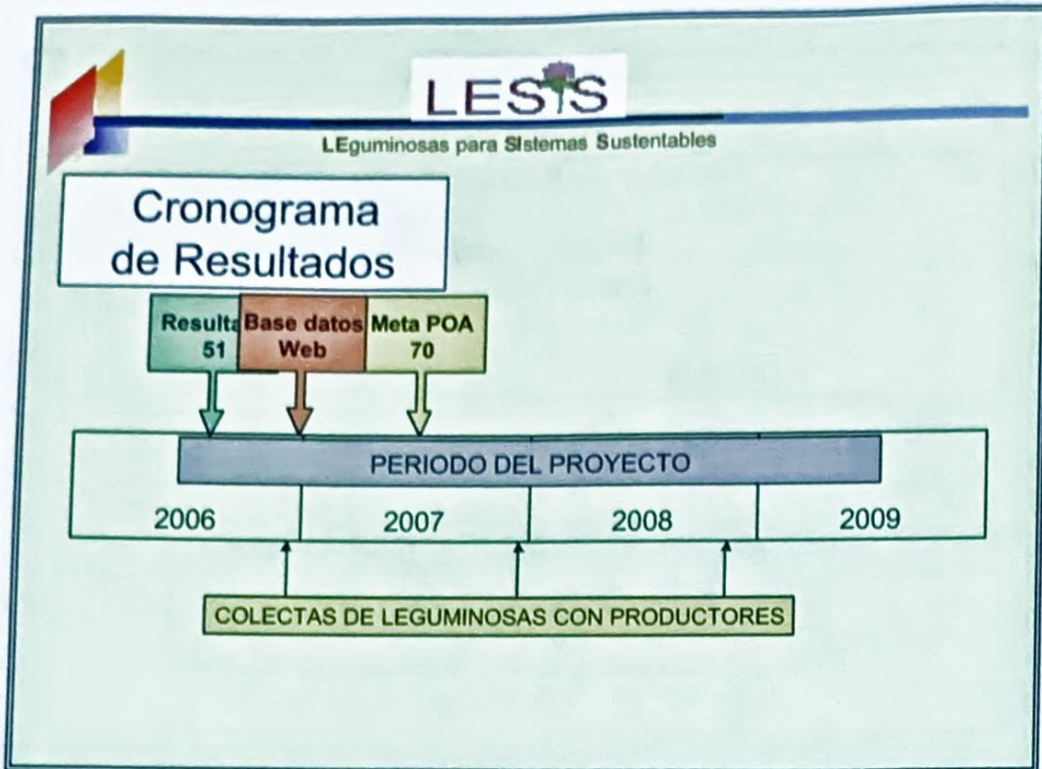 LESIS
LEguminosas para SIstemas Sustentables
Cronograma
de Resultados
Resulta Base datos Meta POA
51 Web 70
PERIODO DEL PROYECTO
2006 2007 2008 2009
COLECTAS DE LEGUMINOSAS CON PRODUCTORES